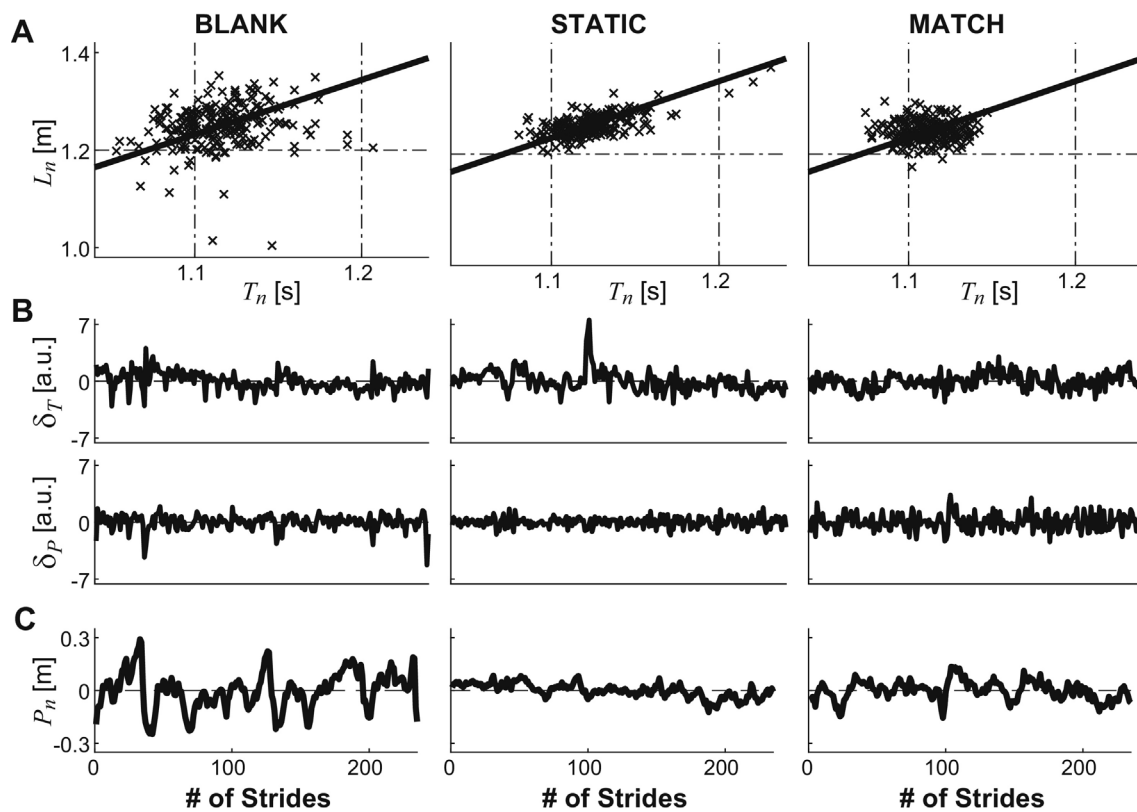 A BLANK STATIC MATCH
1.4
1.2
1.0
Lₙ [m]
1.1 1.2 1.1 1.2 1.1 1.2
Tₙ [s] Tₙ [s] Tₙ [s]
B
7
0
-7
δ_T [a.u.]
7
0
-7
δ_P [a.u.]
C
0.3
0
-0.3
Pₙ [m]
0 100 200 0 100 200 0 100 200
# of Strides # of Strides # of Strides